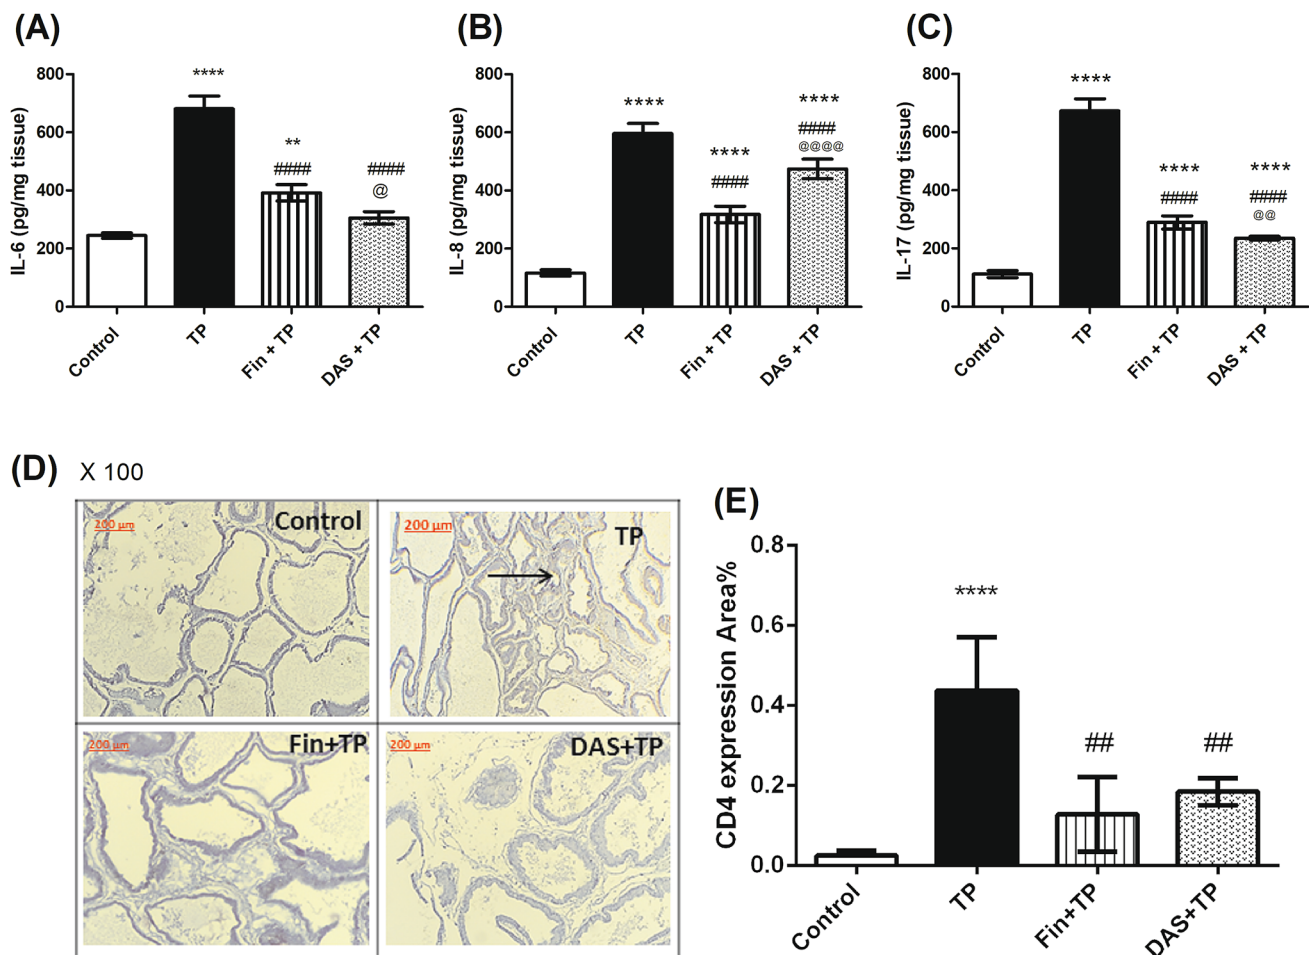 (A)
IL-6 (pg/mg tissue)
800
600
400
200
0
****
**
####
####
@
Control
TP
Fin + TP
DAS + TP
(B)
IL-8 (pg/mg tissue)
800
600
400
200
0
****
****
####
****
####
@@@@
Control
TP
Fin + TP
DAS + TP
(C)
IL-17 (pg/mg tissue)
800
600
400
200
0
****
****
####
****
####
@@
Control
TP
Fin + TP
DAS + TP
(D) X 100
200 µm
Control
200 µm
TP
200 µm
Fin+TP
200 µm
DAS+TP
(E)
CD4 expression Area%
0.8
0.6
0.4
0.2
0.0
****
##
##
Control
TP
Fin+TP
DAS+TP